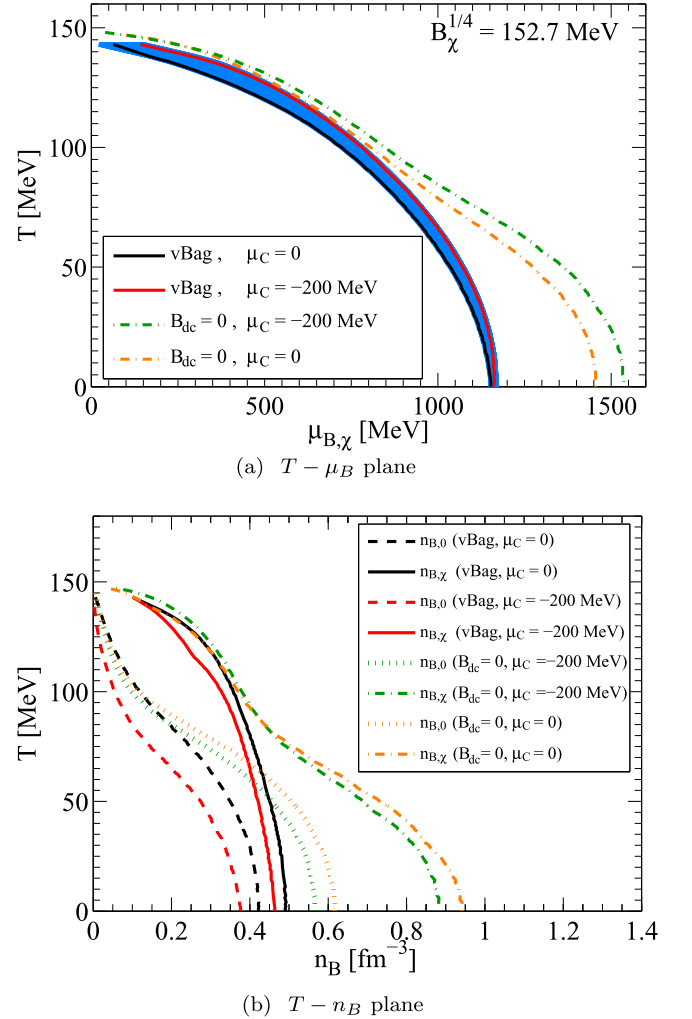 B_χ^{1/4} = 152.7 MeV
150
100
50
0
T [MeV]
vBag , μ_C = 0
vBag , μ_C = −200 MeV
B_dc = 0 , μ_C = −200 MeV
B_dc = 0 , μ_C = 0
0 500 1000 1500
μ_{B,χ} [MeV]
(a) T − μ_B plane
150
100
50
0
T [MeV]
n_{B,0} (vBag, μ_C = 0)
n_{B,χ} (vBag, μ_C = 0)
n_{B,0} (vBag, μ_C = −200 MeV)
n_{B,χ} (vBag, μ_C = −200 MeV)
n_{B,0} (B_dc = 0, μ_C = −200 MeV)
n_{B,χ} (B_dc = 0, μ_C = −200 MeV)
n_{B,0} (B_dc = 0, μ_C = 0)
n_{B,χ} (B_dc = 0, μ_C = 0)
0 0.2 0.4 0.6 0.8 1 1.2 1.4
n_B [fm^{−3}]
(b) T − n_B plane